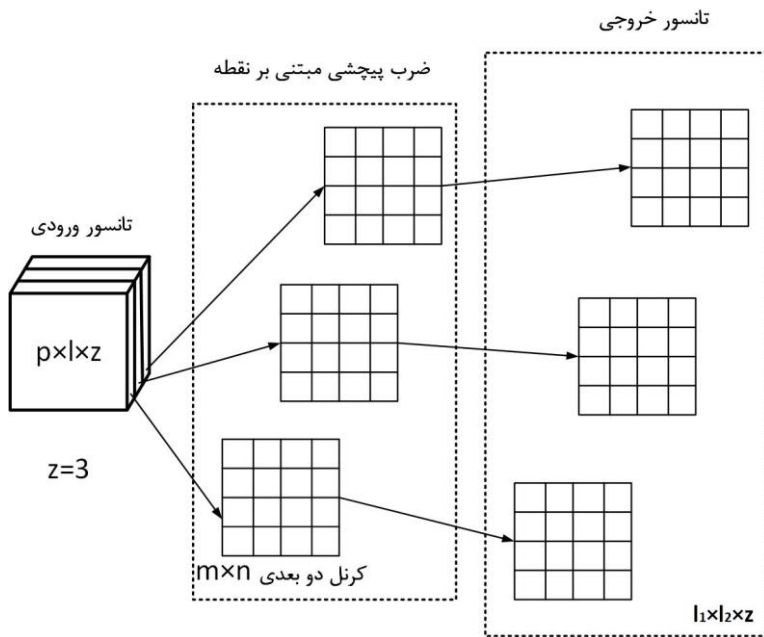 تانسور خروجی
ضرب پیچشی مبتنی بر نقطه
تانسور ورودی
p×l×z
z=3
کرنل دو بعدی m×n
l₁×l₂×z